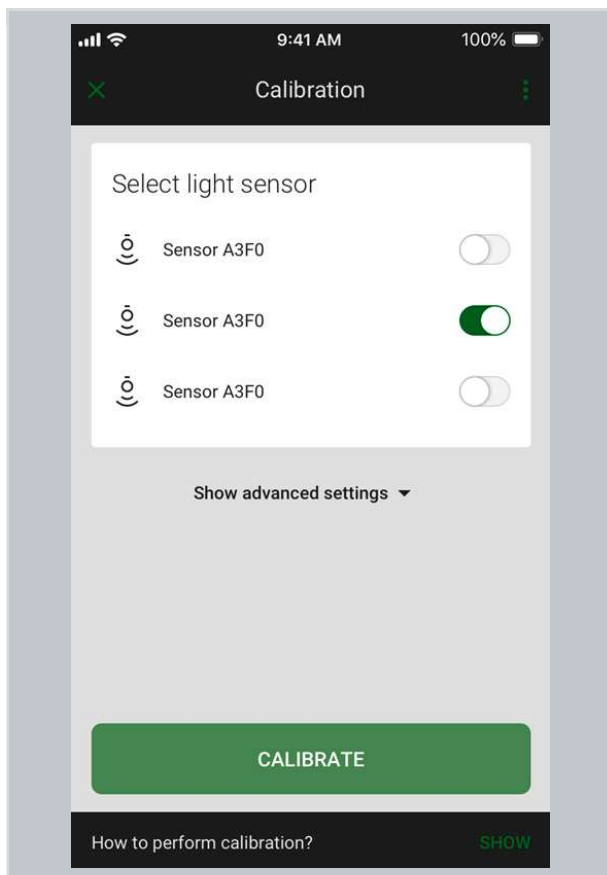 9:41 AM 100%
Calibration
Select light sensor
Sensor A3F0
Sensor A3F0
Sensor A3F0
Show advanced settings
CALIBRATE
How to perform calibration? SHOW